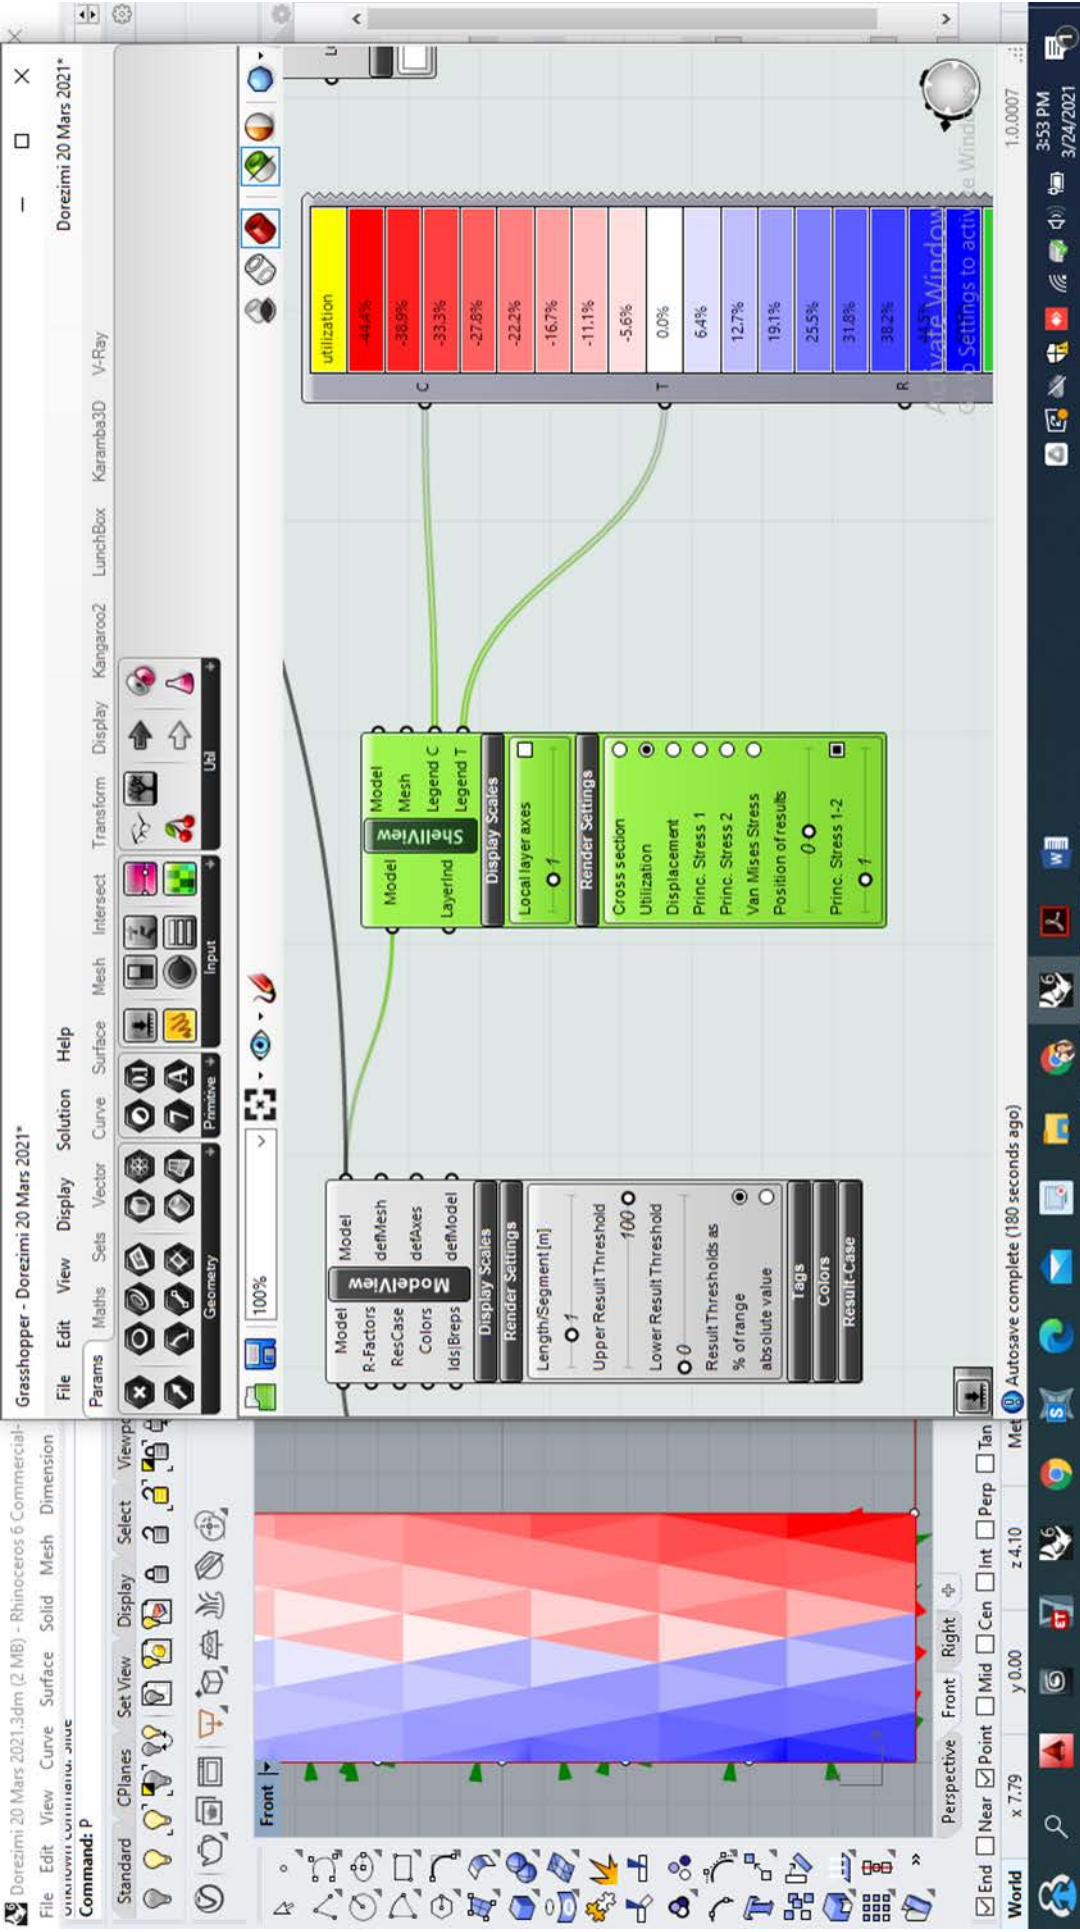 Dorezimi 20 Mars 2021.3dm (2 MB) - Rhinoceros 6 Commercial-
File Edit View Curve Surface Solid Mesh Dimension
Command: P
Standard CPlanes Set View Display Select Viewpo
Front
Perspective Front Right
End Near Point Mid Cen Int Perp Tan
World x 7.79 y 0.00 z 4.10 Met
Grasshopper - Dorezimi 20 Mars 2021*
File Edit View Display Solution Help
Dorezimi 20 Mars 2021*
Params Maths Sets Vector Curve Surface Mesh Intersect Transform Display Kangaroo2 LunchBox Karamba3D V-Ray
Geometry Primitive Input Util
100%
Model
R-Factors
ResCase
Colors
Ids|Breps
ModelView
Model
defMesh
defAxes
defModel
Display Scales
Render Settings
Length/Segment [m]
1
Upper Result Threshold
100
Lower Result Threshold
0
Result Thresholds as
% of range
absolute value
Tags
Colors
Result-Case
Model
LayerInd
ShellView
Model
Mesh
Legend C
Legend T
Display Scales
Local layer axes
1
Render Settings
Cross section
Utilization
Displacement
Princ. Stress 1
Princ. Stress 2
Van Mises Stress
Position of results
0
Princ. Stress 1-2
1
C
T
R
utilization
-44.4%
-38.9%
-33.3%
-27.8%
-22.2%
-16.7%
-11.1%
-5.6%
0.0%
6.4%
12.7%
19.1%
25.5%
31.8%
38.2%
Activate Windows
Go to Settings to activate Windows
Autosave complete (180 seconds ago)
1.0.0007
3:53 PM
3/24/2021
1